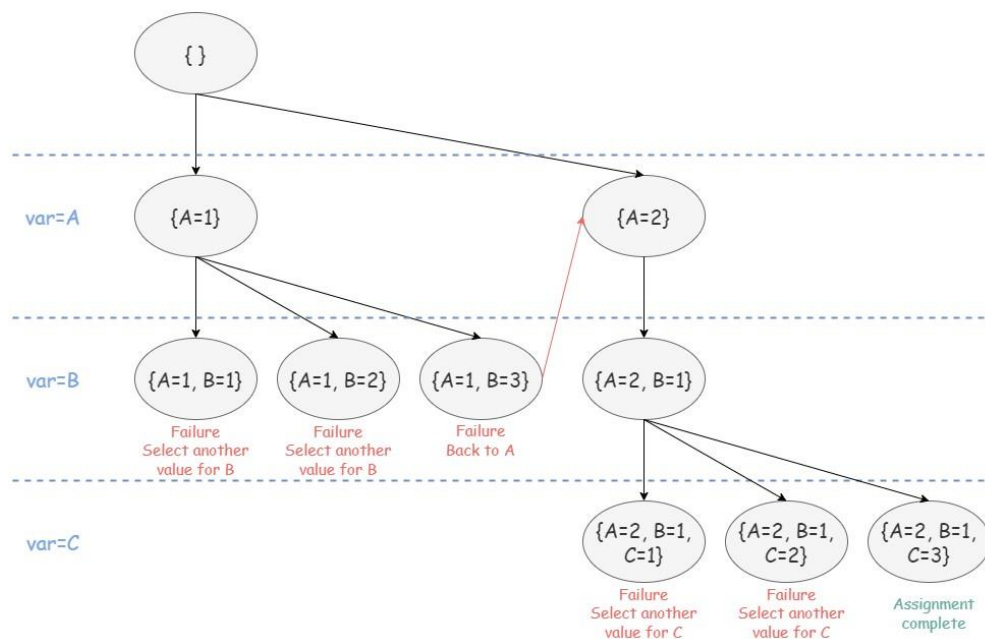 { }
var=A
{A=1}
{A=2}
var=B
{A=1, B=1}
{A=1, B=2}
{A=1, B=3}
{A=2, B=1}
Failure
Select another
value for B
Failure
Select another
value for B
Failure
Back to A
var=C
{A=2, B=1,
C=1}
{A=2, B=1,
C=2}
{A=2, B=1,
C=3}
Failure
Select another
value for C
Failure
Select another
value for C
Assignment
complete